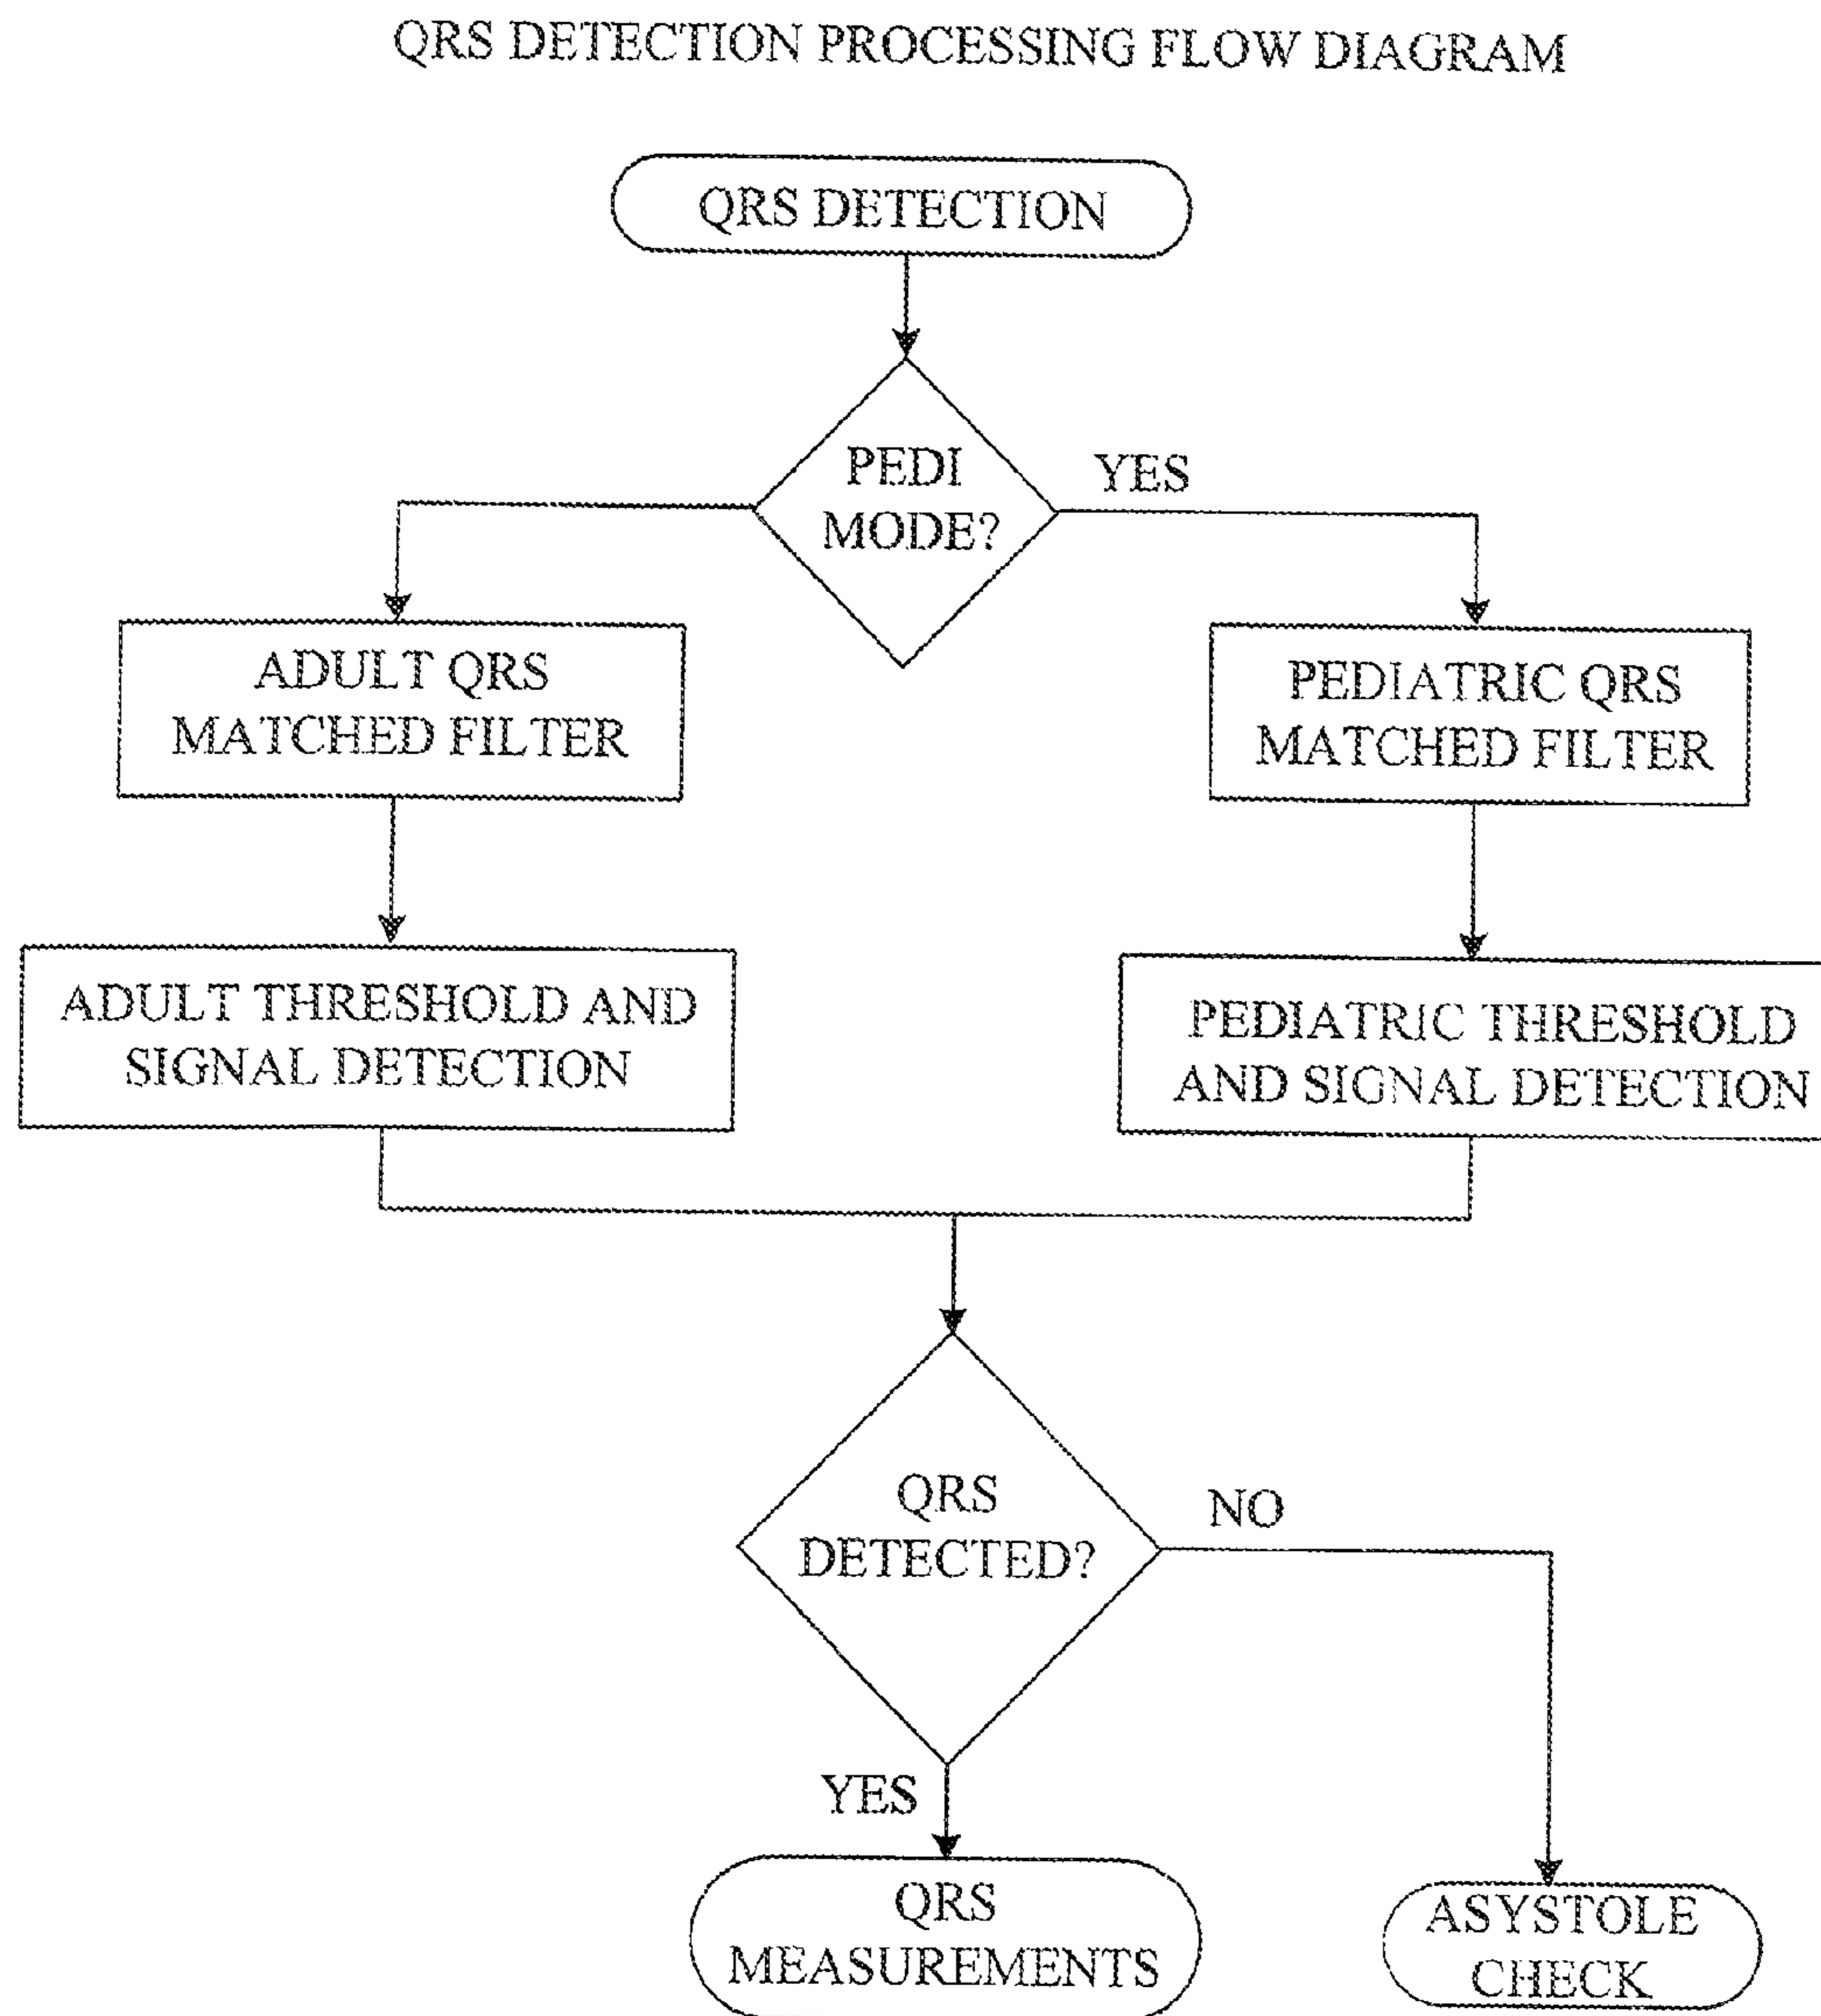 QRS DETECTION PROCESSING FLOW DIAGRAM
QRS DETECTION
PEDI
MODE?
YES
ADULT QRS
MATCHED FILTER
PEDIATRIC QRS
MATCHED FILTER
ADULT THRESHOLD AND
SIGNAL DETECTION
PEDIATRIC THRESHOLD
AND SIGNAL DETECTION
QRS
DETECTED?
NO
YES
QRS
MEASUREMENTS
ASYSTOLE
CHECK